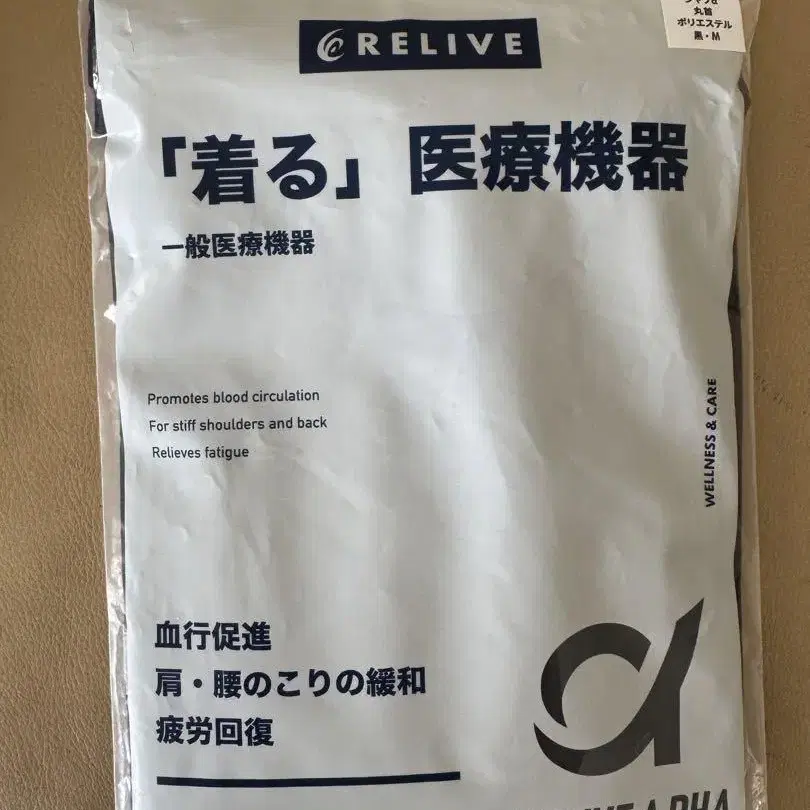 丸首
ポリエステル
黒・M
RELIVE
「着る」医療機器
一般医療機器
Promotes blood circulation
For stiff shoulders and back
Relieves fatigue
WELLNESS & CARE
血行促進
肩・腰のこりの緩和
疲労回復